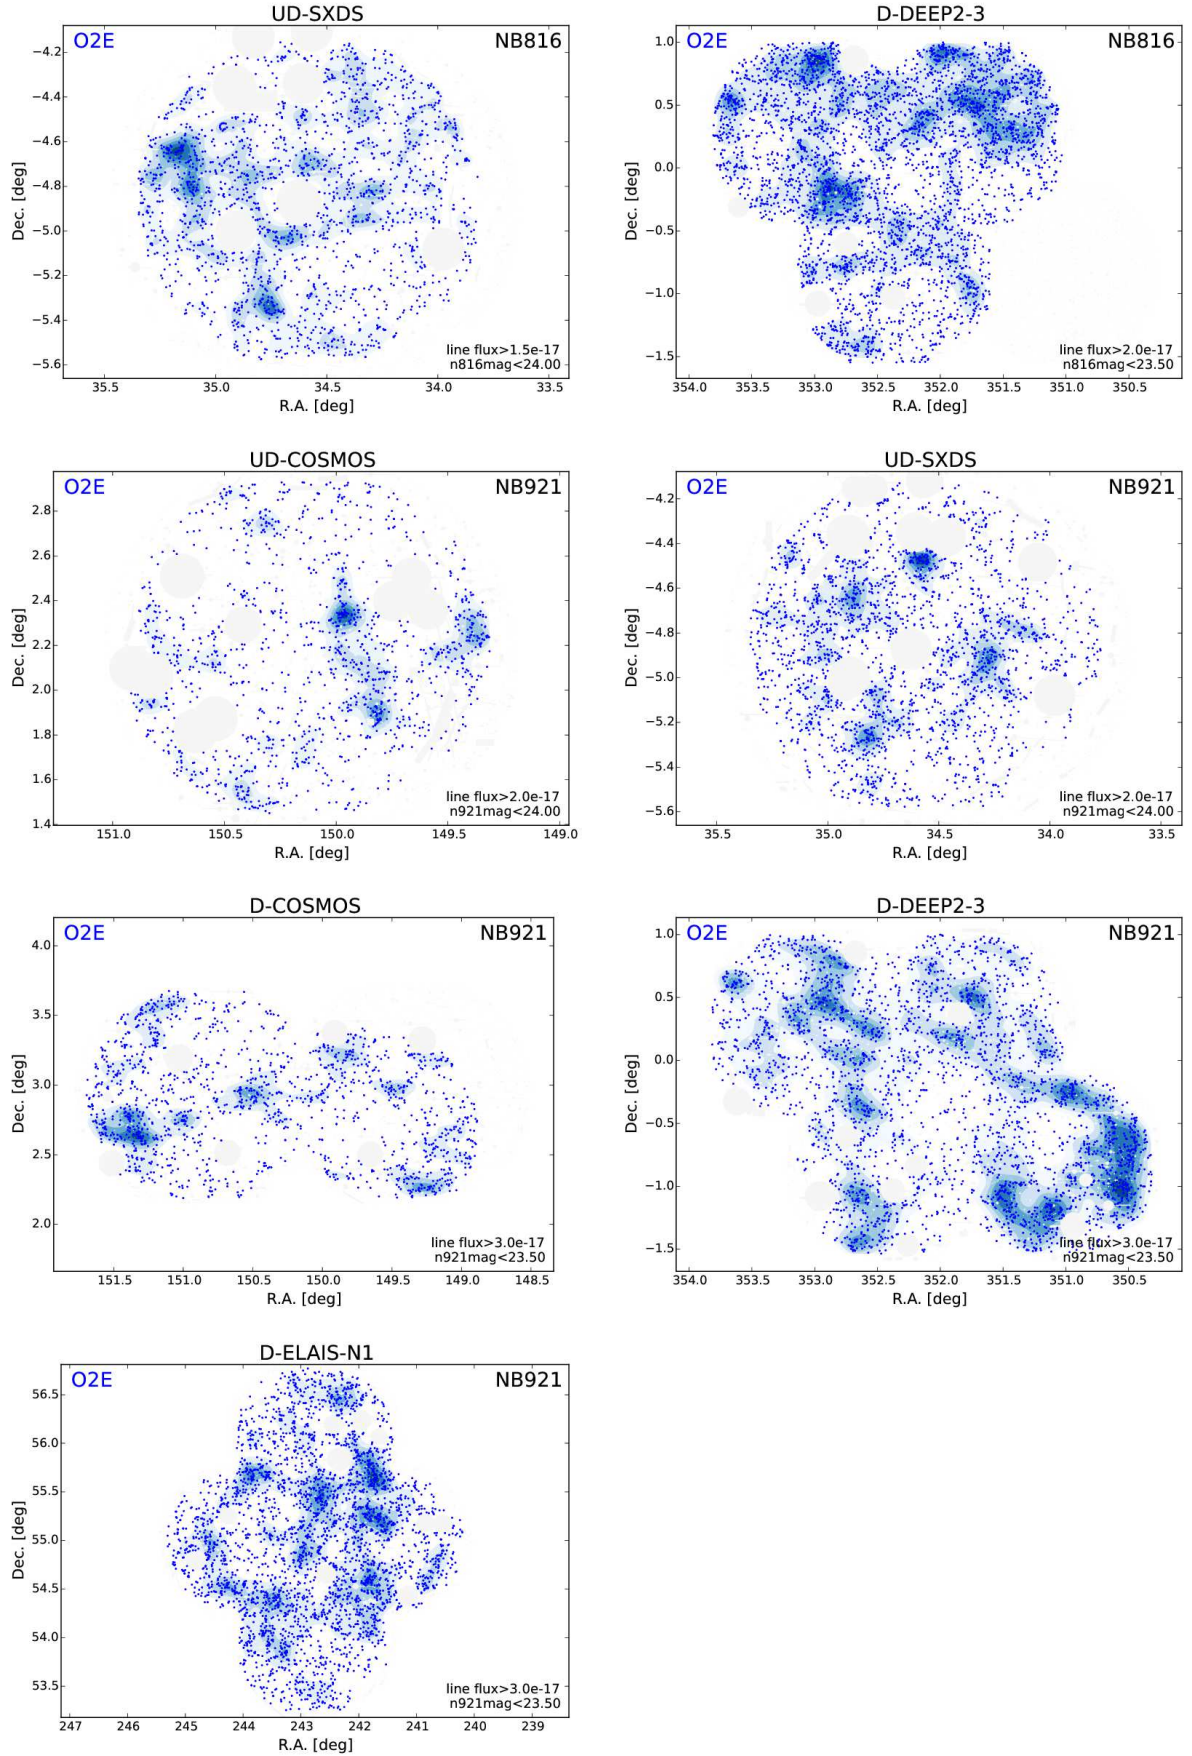 UD-SXDS
O2E
NB816
−4.2
−4.4
−4.6
−4.8
−5.0
−5.2
−5.4
−5.6
Dec. [deg]
line flux>1.5e-17
n816mag<24.00
35.5 35.0 34.5 34.0 33.5
R.A. [deg]
D-DEEP2-3
O2E
NB816
1.0
0.5
0.0
−0.5
−1.0
−1.5
Dec. [deg]
line flux>2.0e-17
n816mag<23.50
354.0 353.5 353.0 352.5 352.0 351.5 351.0 350.5
R.A. [deg]
UD-COSMOS
O2E
NB921
2.8
2.6
2.4
2.2
2.0
1.8
1.6
1.4
Dec. [deg]
line flux>2.0e-17
n921mag<24.00
151.0 150.5 150.0 149.5 149.0
R.A. [deg]
UD-SXDS
O2E
NB921
−4.2
−4.4
−4.6
−4.8
−5.0
−5.2
−5.4
−5.6
Dec. [deg]
line flux>2.0e-17
n921mag<24.00
35.5 35.0 34.5 34.0 33.5
R.A. [deg]
D-COSMOS
O2E
NB921
4.0
3.5
3.0
2.5
2.0
Dec. [deg]
line flux>3.0e-17
n921mag<23.50
151.5 151.0 150.5 150.0 149.5 149.0 148.5
R.A. [deg]
D-DEEP2-3
O2E
NB921
1.0
0.5
0.0
−0.5
−1.0
−1.5
Dec. [deg]
line flux>3.0e-17
n921mag<23.50
354.0 353.5 353.0 352.5 352.0 351.5 351.0 350.5
R.A. [deg]
D-ELAIS-N1
O2E
NB921
56.5
56.0
55.5
55.0
54.5
54.0
53.5
Dec. [deg]
line flux>3.0e-17
n921mag<23.50
247 246 245 244 243 242 241 240 239
R.A. [deg]